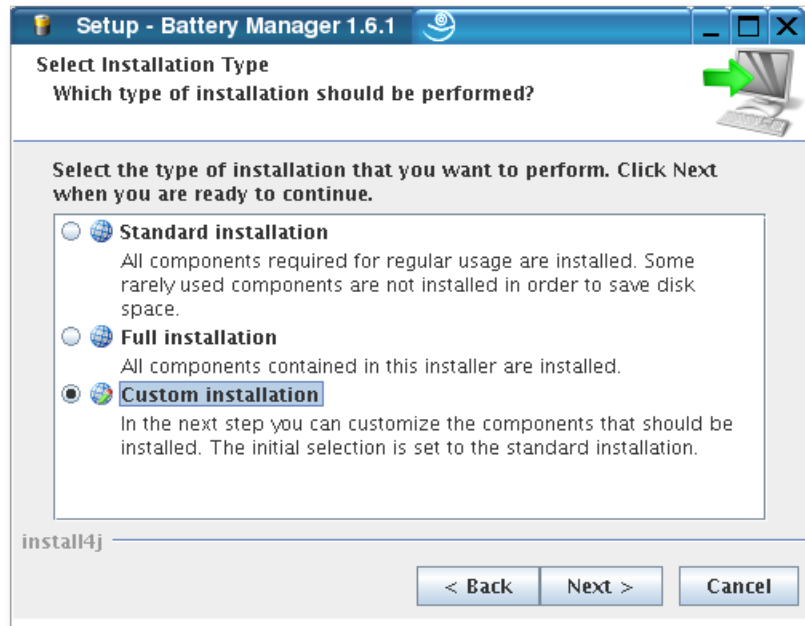 Setup - Battery Manager 1.6.1
Select Installation Type
Which type of installation should be performed?
Select the type of installation that you want to perform. Click Next
when you are ready to continue.
Standard installation
All components required for regular usage are installed. Some
rarely used components are not installed in order to save disk
space.
Full installation
All components contained in this installer are installed.
Custom installation
In the next step you can customize the components that should be
installed. The initial selection is set to the standard installation.
install4j
< Back
Next >
Cancel